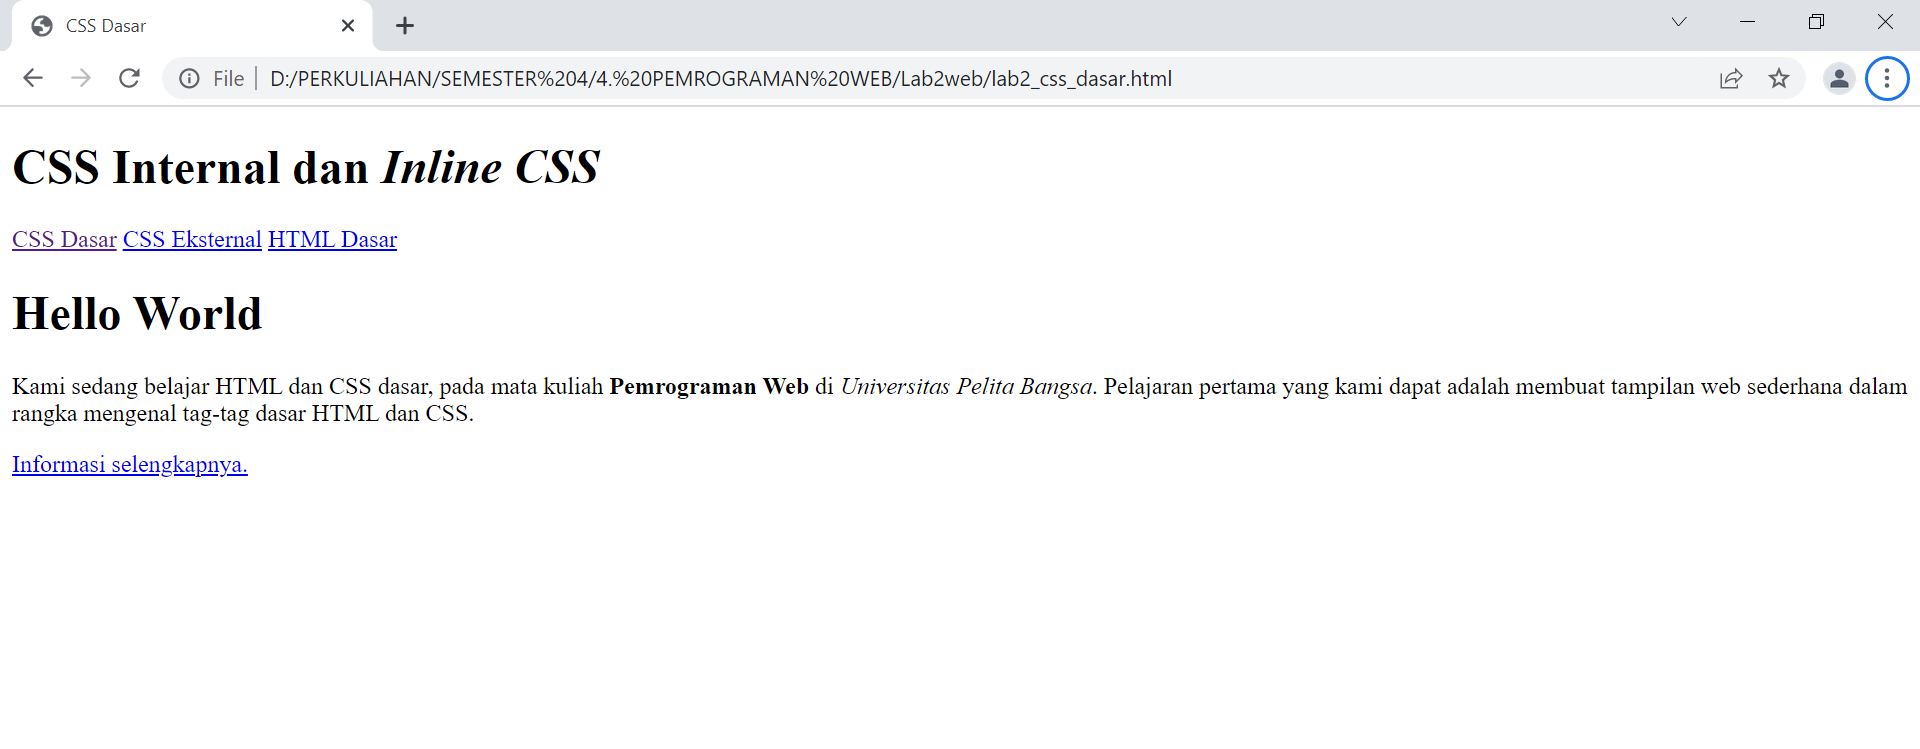 CSS Dasar
File
D:/PERKULIAHAN/SEMESTER%204/4.%20PEMROGRAMAN%20WEB/Lab2web/lab2_css_dasar.html
CSS Internal dan Inline CSS
CSS Dasar CSS Eksternal HTML Dasar
Hello World
Kami sedang belajar HTML dan CSS dasar, pada mata kuliah Pemrograman Web di Universitas Pelita Bangsa. Pelajaran pertama yang kami dapat adalah membuat tampilan web sederhana dalam
rangka mengenal tag-tag dasar HTML dan CSS.
Informasi selengkapnya.